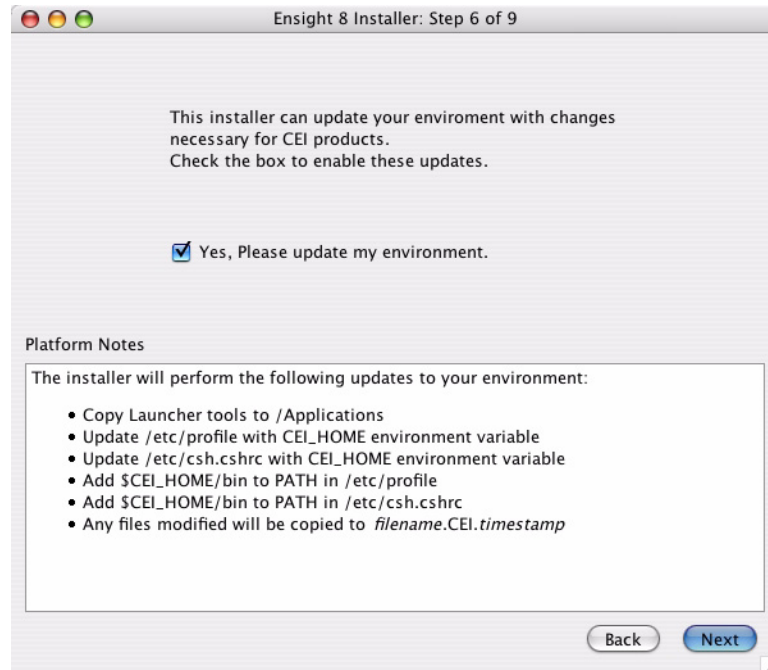 Ensight 8 Installer: Step 6 of 9
This installer can update your enviroment with changes
necessary for CEI products.
Check the box to enable these updates.
Yes, Please update my environment.
Platform Notes
The installer will perform the following updates to your environment:
• Copy Launcher tools to /Applications
• Update /etc/profile with CEI_HOME environment variable
• Update /etc/csh.cshrc with CEI_HOME environment variable
• Add $CEI_HOME/bin to PATH in /etc/profile
• Add $CEI_HOME/bin to PATH in /etc/csh.cshrc
• Any files modified will be copied to filename.CEI.timestamp
Back Next